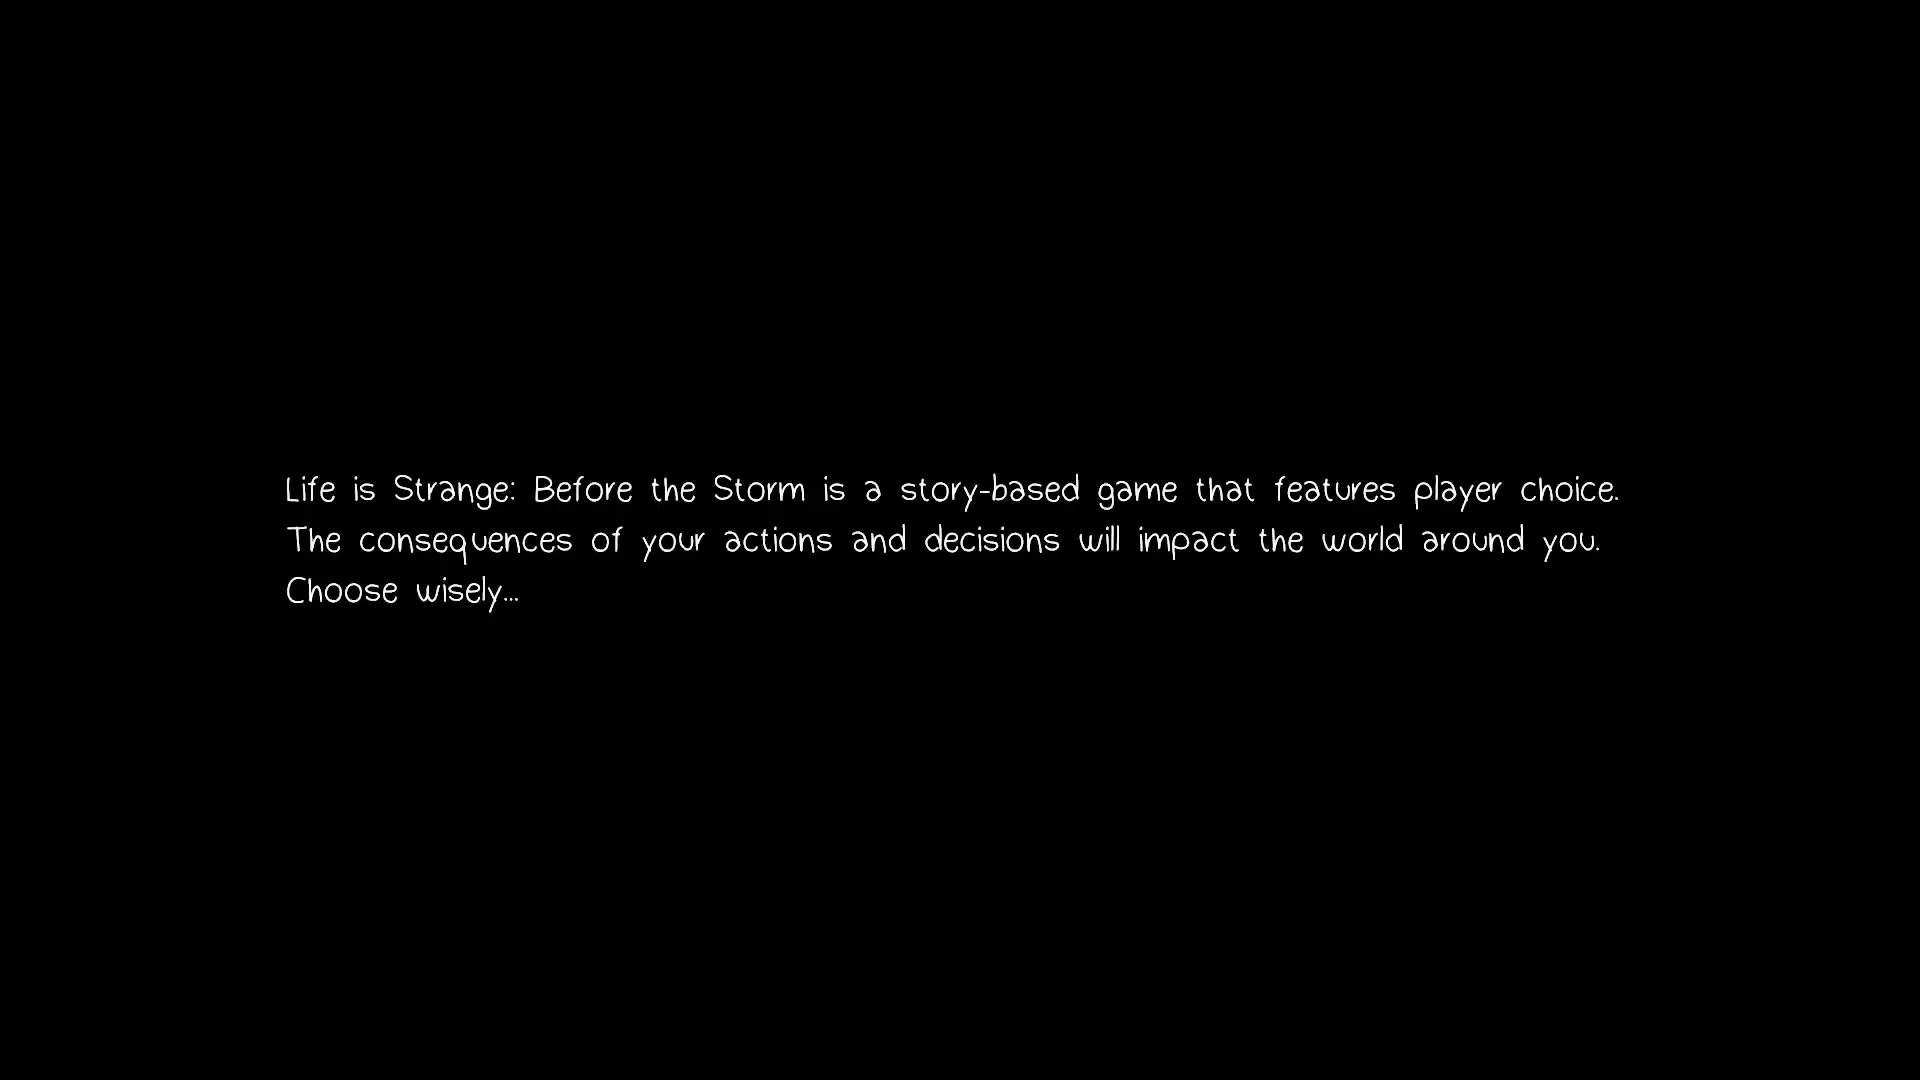 Life is Strange: Before the Storm is a story-based game that features player choice.
The consequences of your actions and decisions will impact the world around you.
Choose wisely...